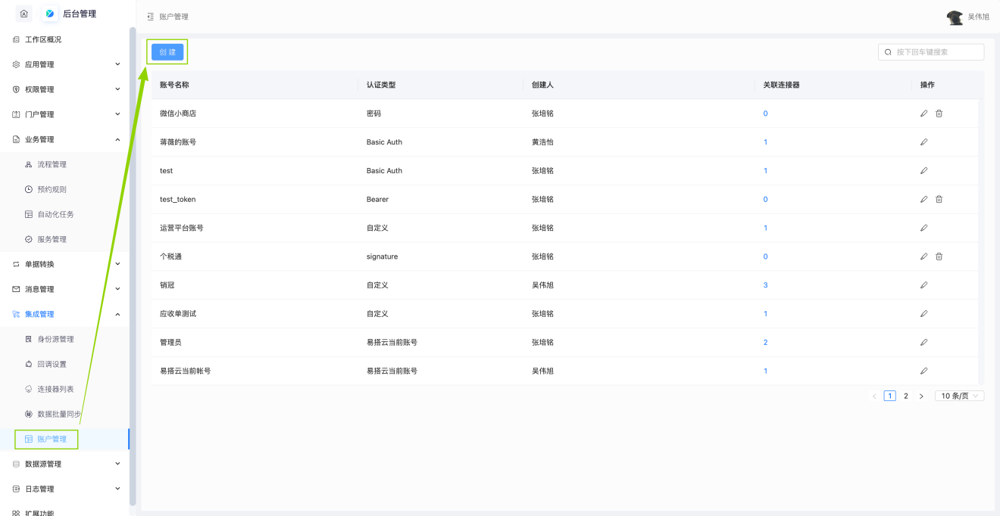 后台管理
账户管理
吴伟旭
工作区概况
应用管理
权限管理
门户管理
业务管理
流程管理
预约规则
自动化任务
服务管理
单据转换
消息管理
集成管理
身份源管理
回调设置
连接器列表
数据批量同步
账户管理
数据源管理
日志管理
扩展功能
创 建
按下回车键搜索
账号名称 认证类型 创建人 关联连接器 操作
微信小商店 密码 张培铭 0
蒋薇的账号 Basic Auth 黄浩怡 1
test Basic Auth 张培铭 1
test_token Bearer 张培铭 0
运营平台账号 自定义 张培铭 1
个税通 signature 张培铭 0
销冠 自定义 吴伟旭 3
应收单测试 自定义 张培铭 1
管理员 易搭云当前账号 张培铭 2
易搭云当前帐号 易搭云当前账号 吴伟旭 1
< 1 2 > 10 条/页